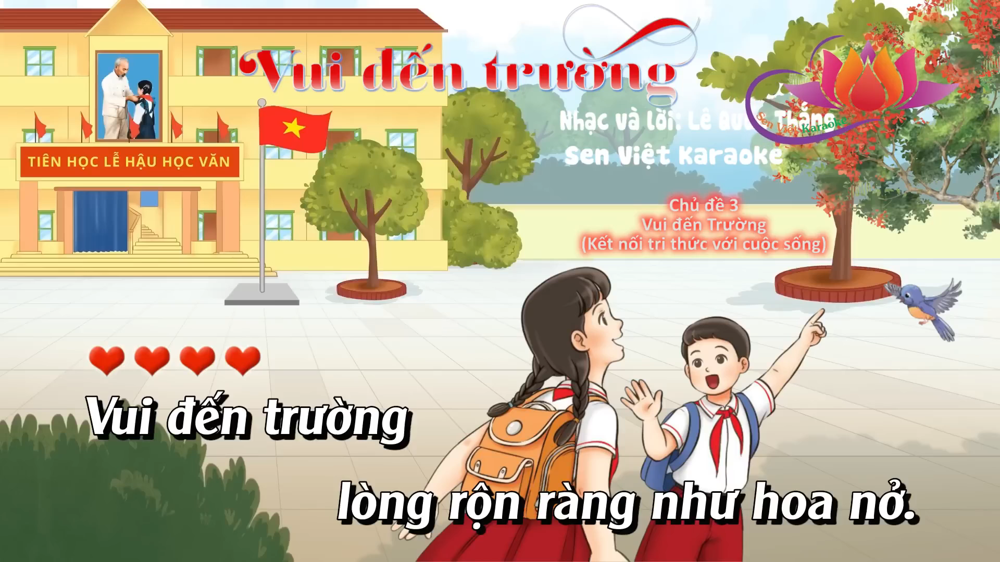 Vui đến trường
Nhạc và lời: Lê Thắng
Sen Việt Karaoke
Sen Việt Karaoke
TIÊN HỌC LỄ HẬU HỌC VĂN
Chủ đề 3
Vui đến Trường
(Kết nối tri thức với cuộc sống)
Vui đến trường
lòng rộn ràng như hoa nở.